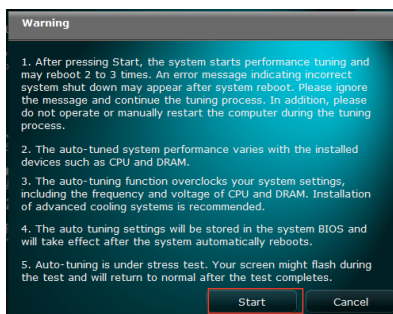 Warning
1. After pressing Start, the system starts performance tuning and
may reboot 2 to 3 times. An error message indicating incorrect
system shut down may appear after system reboot. Please ignore
the message and continue the tuning process. In addition, please
do not operate or manually restart the computer during the tuning
process.
2. The auto-tuned system performance varies with the installed
devices such as CPU and DRAM.
3. The auto-tuning function overclocks your system settings,
including the frequency and voltage of CPU and DRAM. Installation
of advanced cooling systems is recommended.
4. The auto tuning settings will be stored in the system BIOS and
will take effect after the system automatically reboots.
5. Auto-tuning is under stress test. Your screen might flash during
the test and will return to normal after the test completes.
Start Cancel